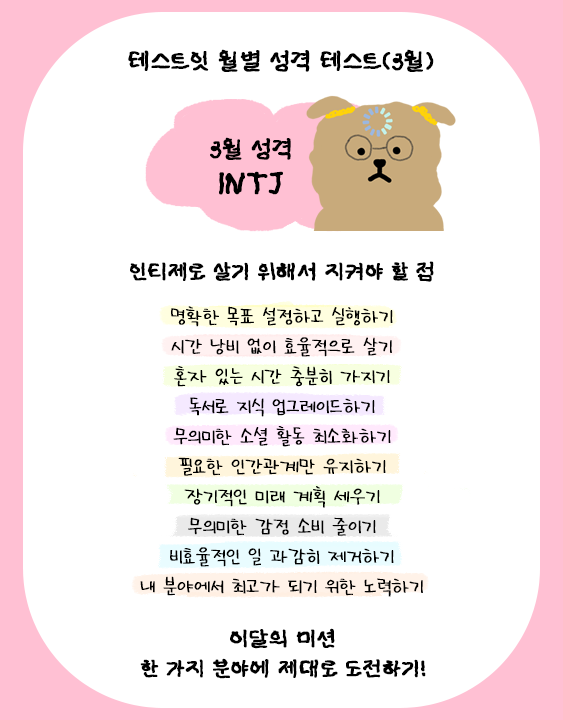 테스트잇 월별 성격 테스트(3월)
3월 성격
INTJ
인티제로 살기 위해서 지켜야 할 점
명확한 목표 설정하고 실행하기
시간 낭비 없이 효율적으로 살기
혼자 있는 시간 충분히 가지기
독서로 지식 업그레이드하기
무의미한 소셜 활동 최소화하기
필요한 인간관계만 유지하기
장기적인 미래 계획 세우기
무의미한 감정 소비 줄이기
비효율적인 일 과감히 제거하기
내 분야에서 최고가 되기 위한 노력하기
이달의 미션
한 가지 분야에 제대로 도전하기!